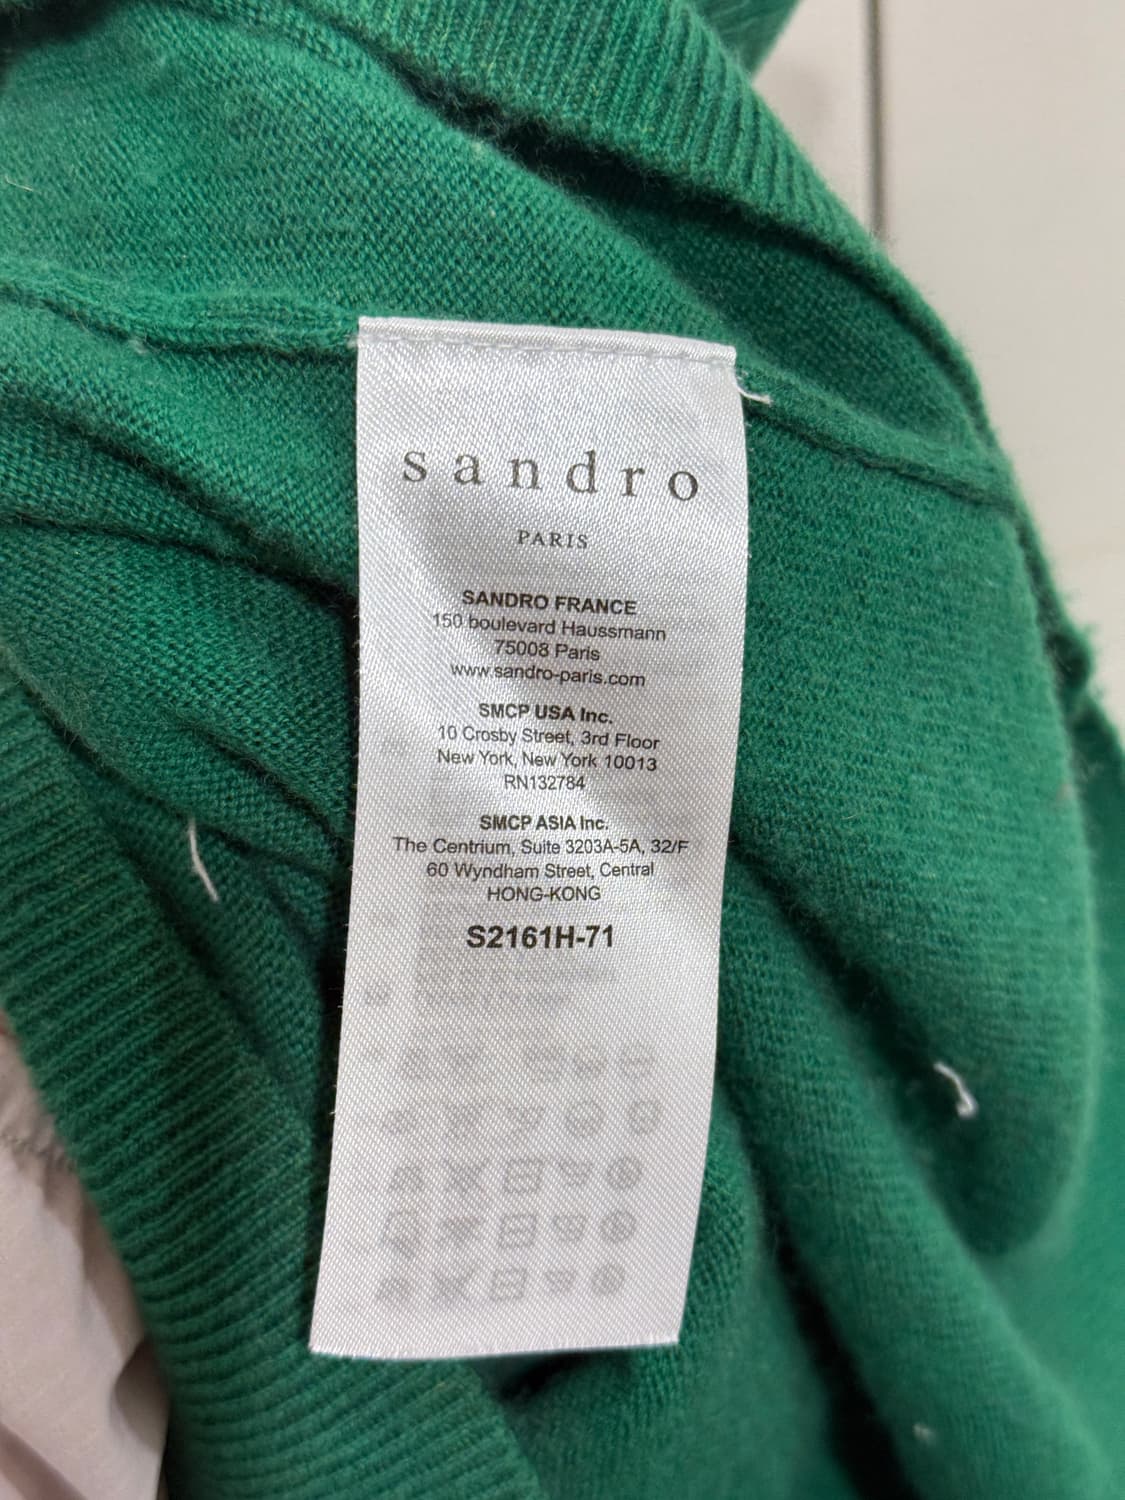 sandro
PARIS
SANDRO FRANCE
150 boulevard Haussmann
75008 Paris
www.sandro-paris.com
SMCP USA Inc.
10 Crosby Street, 3rd Floor
New York, New York 10013
RN132784
SMCP ASIA Inc.
The Centrium, Suite 3203A-5A, 32/F
60 Wyndham Street, Central
HONG-KONG
S2161H-71